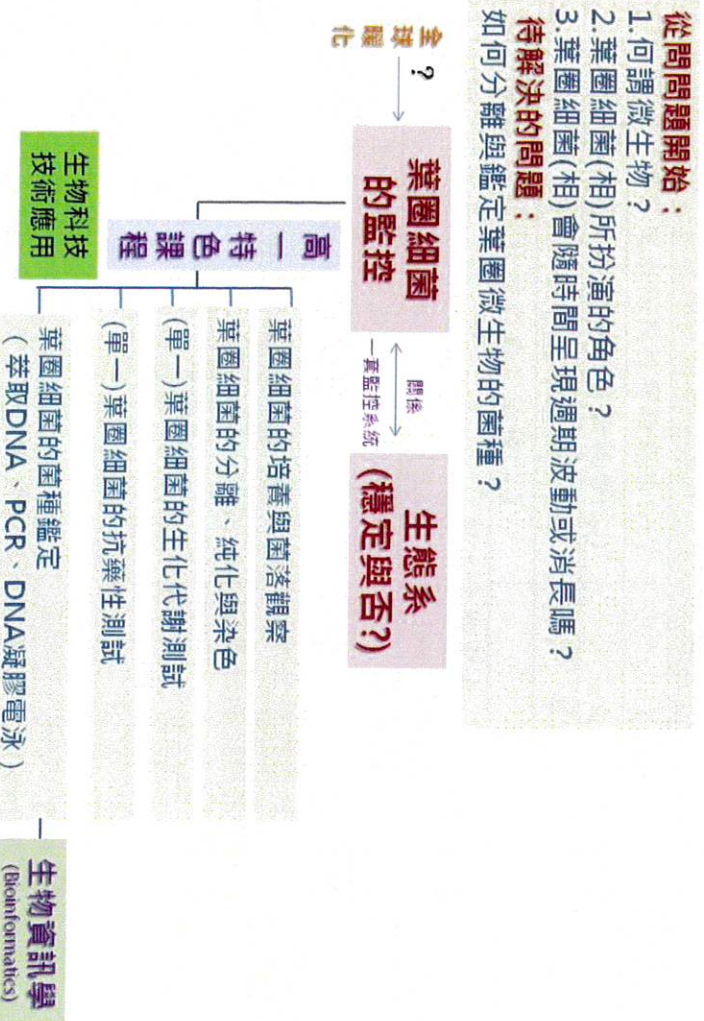 從問問題開始：
1.何謂微生物？
2.葉圈細菌(相)所扮演的角色？
3.葉圈細菌(相)會隨時間呈現週期波動或消長嗎？
待解決的問題：
如何分離與鑑定葉圈微生物的菌種？
全球暖化
?
葉圈細菌
的監控
關係
一套監控系統
生態系
(穩定與否?)
高一特色課程
生物科技
技術應用
葉圈細菌的培養與菌落觀察
葉圈細菌的分離、純化與染色
(單一)葉圈細菌的生化代謝測試
(單一)葉圈細菌的抗藥性測試
葉圈細菌的菌種鑑定
(萃取DNA、PCR、DNA凝膠電泳)
生物資訊學
(Bioinformatics)